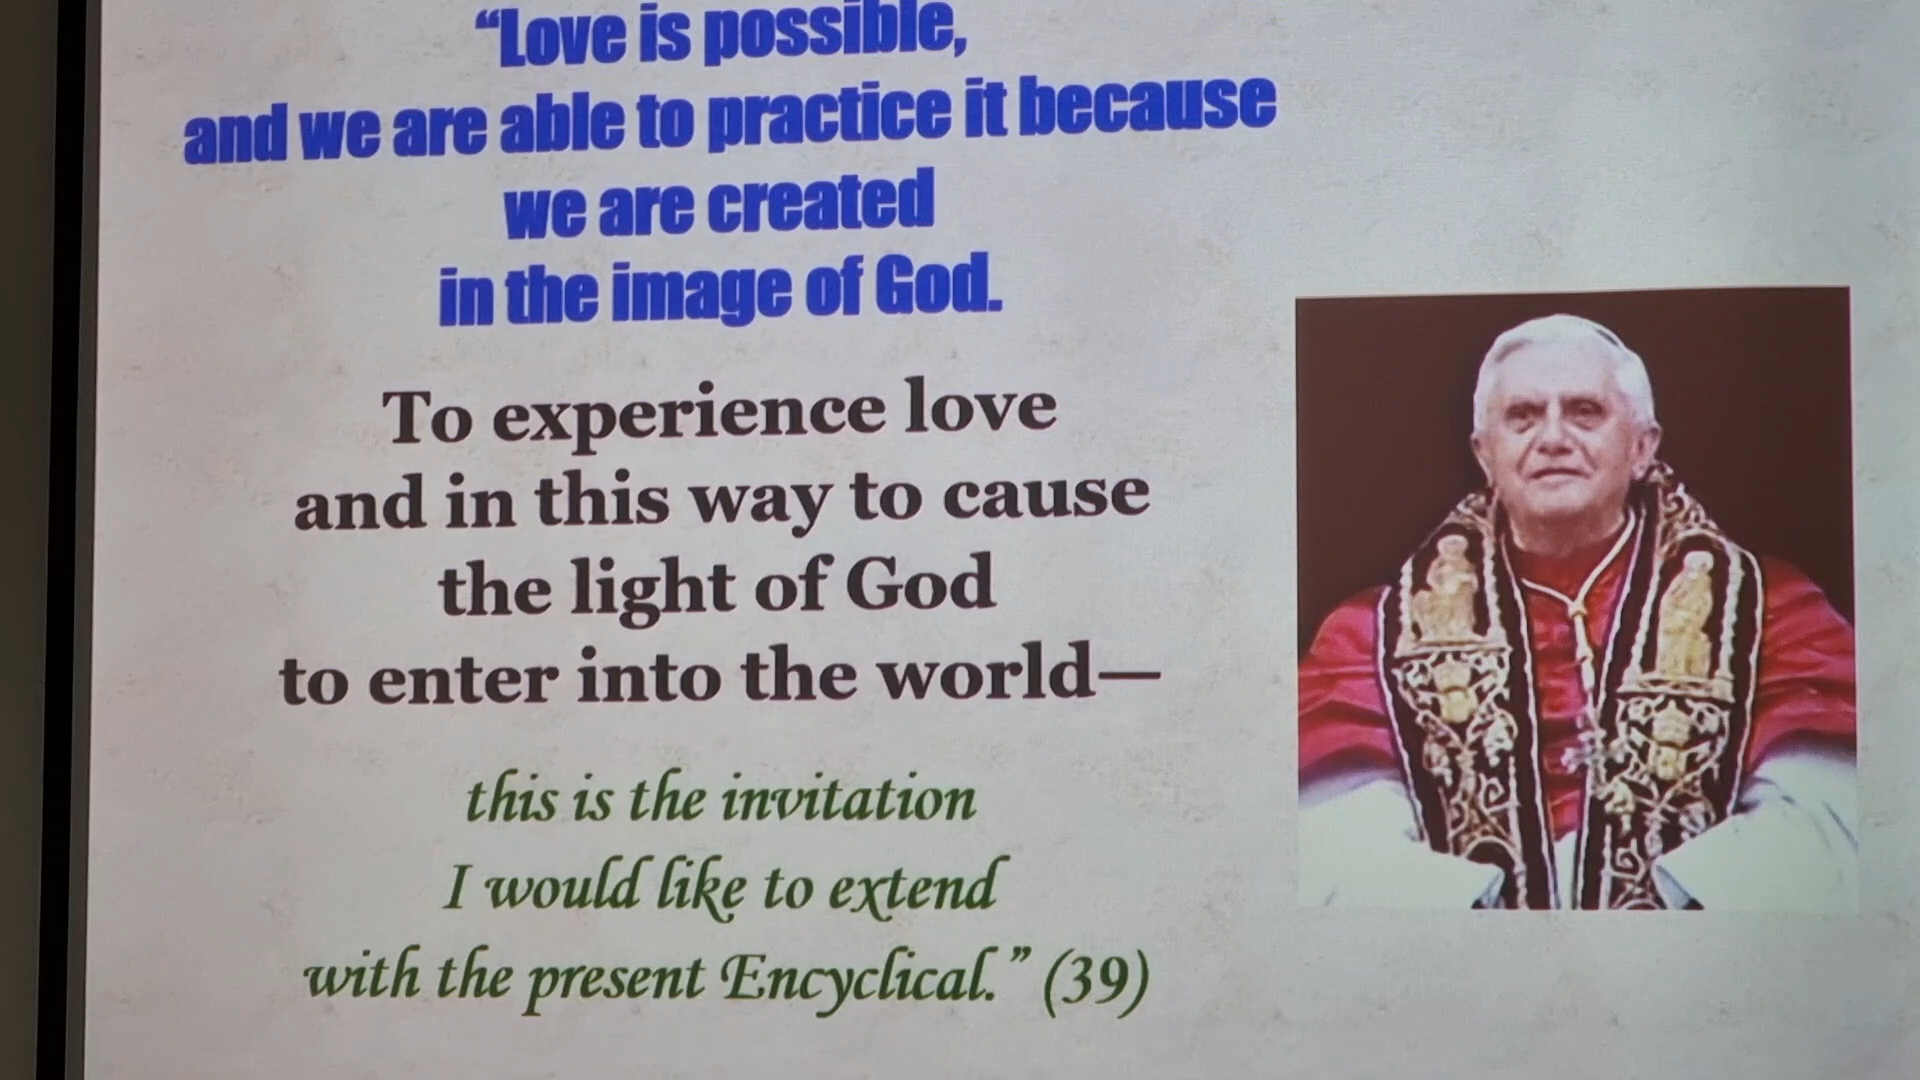 “Love is possible,
and we are able to practice it because
we are created
in the image of God.
To experience love
and in this way to cause
the light of God
to enter into the world—
this is the invitation
I would like to extend
with the present Encyclical.” (39)